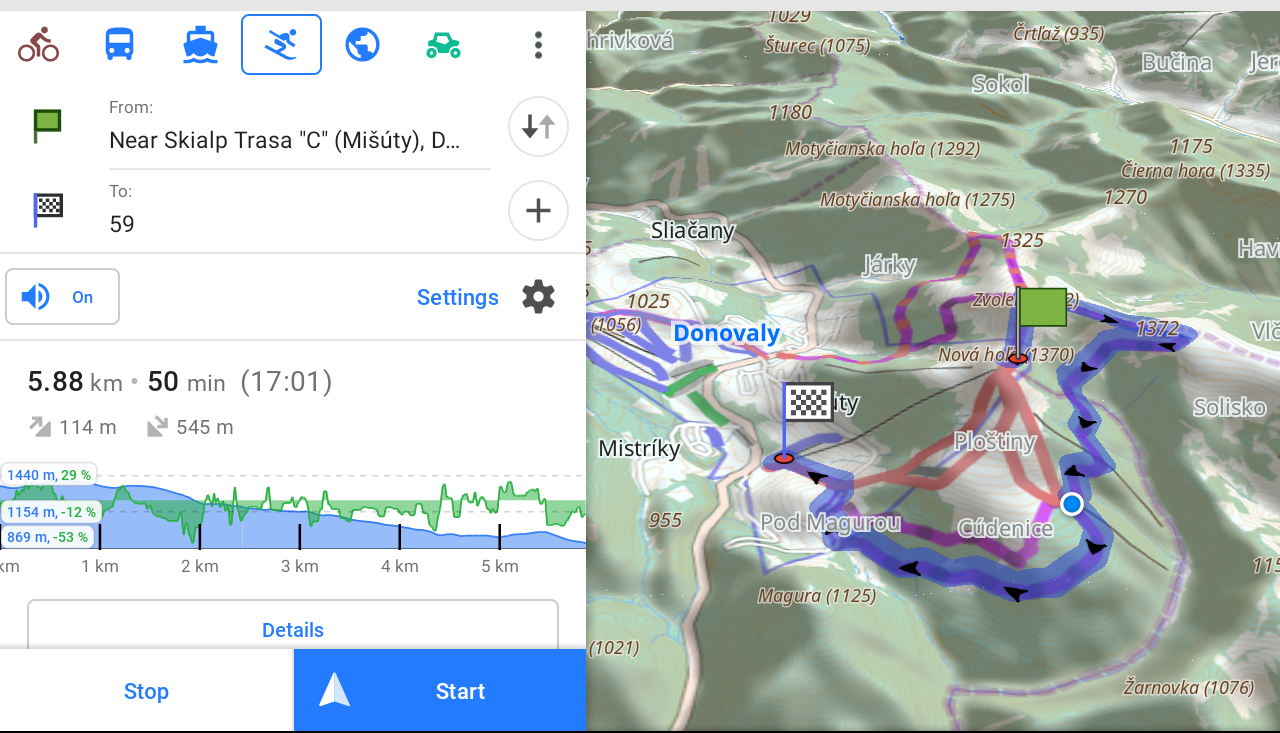 From:
Near Skialp Trasa "C" (Mišúty), D…
To:
59
On
Settings
5.88 km • 50 min (17:01)
114 m
545 m
1440 m, 29 %
1154 m, -12 %
869 m, -53 %
km
1 km
2 km
3 km
4 km
5 km
Details
Stop
Start
1029
hrivková
Šturec (1075)
Črtľaž (935)
Bučina
Jer
Sokol
1180
1175
Motyčianska hoľa (1292)
Čierna hora (1335)
Motyčianska hoľa (1275)
1270
Sliačany
1325
Hav
5
Járky
1025
Zvole
2)
(1056)
Donovaly
1372
Vlč
Nová hoľa (1370)
úty
Solisko
Mistríky
Ploštiny
955
Pod Magurou
Cúdenice
115
Magura (1125)
(1021)
Žarnovka (1076)